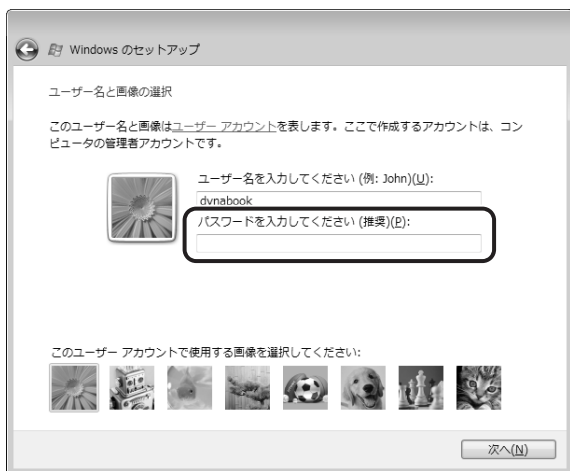 Windows のセットアップ
ユーザー名と画像の選択
このユーザー名と画像はユーザー アカウントを表します。ここで作成するアカウントは、コン
ピュータの管理者アカウントです。
ユーザー名を入力してください (例: John)(U):
dynabook
パスワードを入力してください (推奨)(P):
このユーザー アカウントで使用する画像を選択してください:
次へ(N)